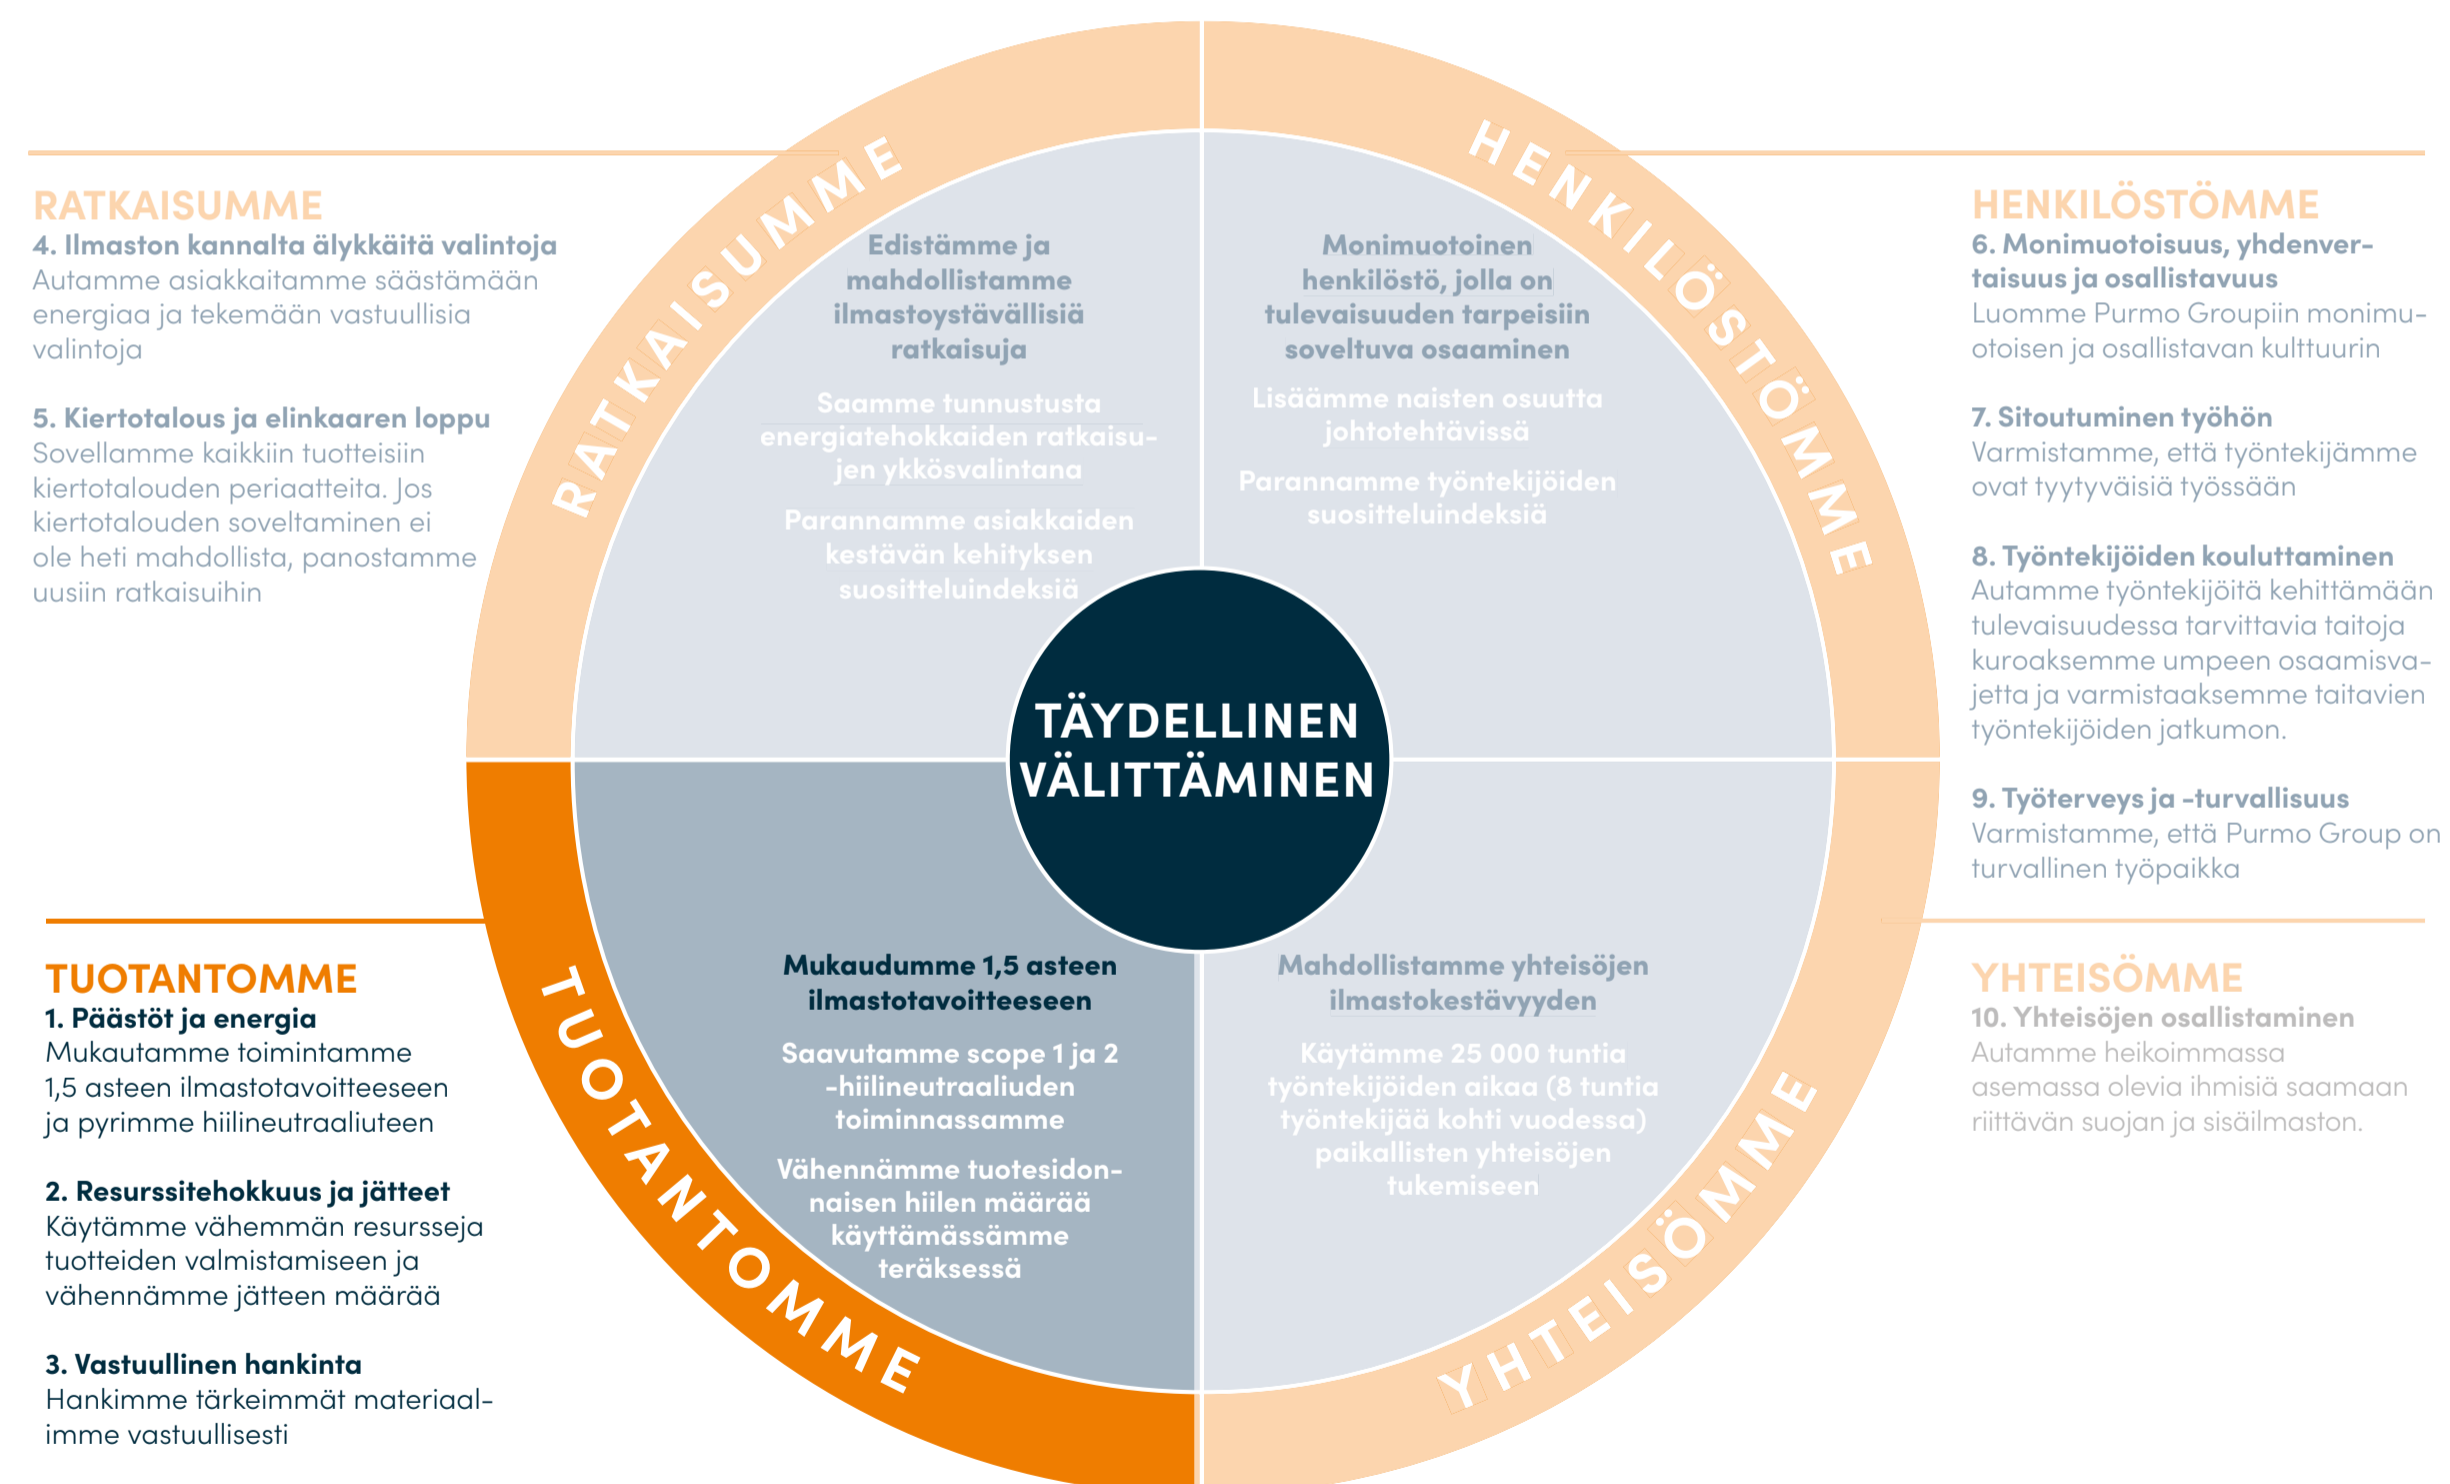 RATKAISUMME
4. Ilmaston kannalta älykkäitä valintoja
Autamme asiakkaitamme säästämään
energiaa ja tekemään vastuullisia
valintoja
5. Kiertotalous ja elinkaaren loppu
Sovellamme kaikkiin tuotteisiin
kiertotalouden periaatteita. Jos
kiertotalouden soveltaminen ei
ole heti mahdollista, panostamme
uusiin ratkaisuihin
RATKAISUMME
Edistämme ja
mahdollistamme
ilmastoystävällisiä
ratkaisuja
Saamme tunnustusta
energiatehokkaiden ratkaisu-
jen ykkösvalintana
Parannamme asiakkaiden
kestävän kehityksen
suositteluindeksiä
HENKILÖSTÖMME
Monimuotoinen
henkilöstö, jolla on
tulevaisuuden tarpeisiin
soveltuva osaaminen
Lisäämme naisten osuutta
johtotehtävissä
Parannamme työntekijöiden
suositteluindeksiä
HENKILÖSTÖMME
6. Monimuotoisuus, yhdenver-
taisuus ja osallistavuus
Luomme Purmo Groupiin monimu-
otoisen ja osallistavan kulttuurin
7. Sitoutuminen työhön
Varmistamme, että työntekijämme
ovat tyytyväisiä työssään
8. Työntekijöiden kouluttaminen
Autamme työntekijöitä kehittämään
tulevaisuudessa tarvittavia taitoja
kuroaksemme umpeen osaamisva-
jetta ja varmistaaksemme taitavien
työntekijöiden jatkumon.
9. Työterveys ja -turvallisuus
Varmistamme, että Purmo Group on
turvallinen työpaikka
TÄYDELLINEN
VÄLITTÄMINEN
TUOTANTOMME
1. Päästöt ja energia
Mukautamme toimintamme
1,5 asteen ilmastotavoitteeseen
ja pyrimme hiilineutraaliuteen
2. Resurssitehokkuus ja jätteet
Käytämme vähemmän resursseja
tuotteiden valmistamiseen ja
vähennämme jätteen määrää
3. Vastuullinen hankinta
Hankimme tärkeimmät materiaal-
imme vastuullisesti
TUOTANTOMME
Mukaudumme 1,5 asteen
ilmastotavoitteeseen
Saavutamme scope 1 ja 2
-hiilineutraaliuden
toiminnassamme
Vähennämme tuotesidon-
naisen hiilen määrää
käyttämässämme
teräksessä
Mahdollistamme yhteisöjen
ilmastokestävyyden
Käytämme 25 000 tuntia
työntekijöiden aikaa (8 tuntia
työntekijää kohti vuodessa)
paikallisten yhteisöjen
tukemiseen
YHTEISÖMME
YHTEISÖMME
10. Yhteisöjen osallistaminen
Autamme heikoimmassa
asemassa olevia ihmisiä saamaan
riittävän suojan ja sisäilmaston.